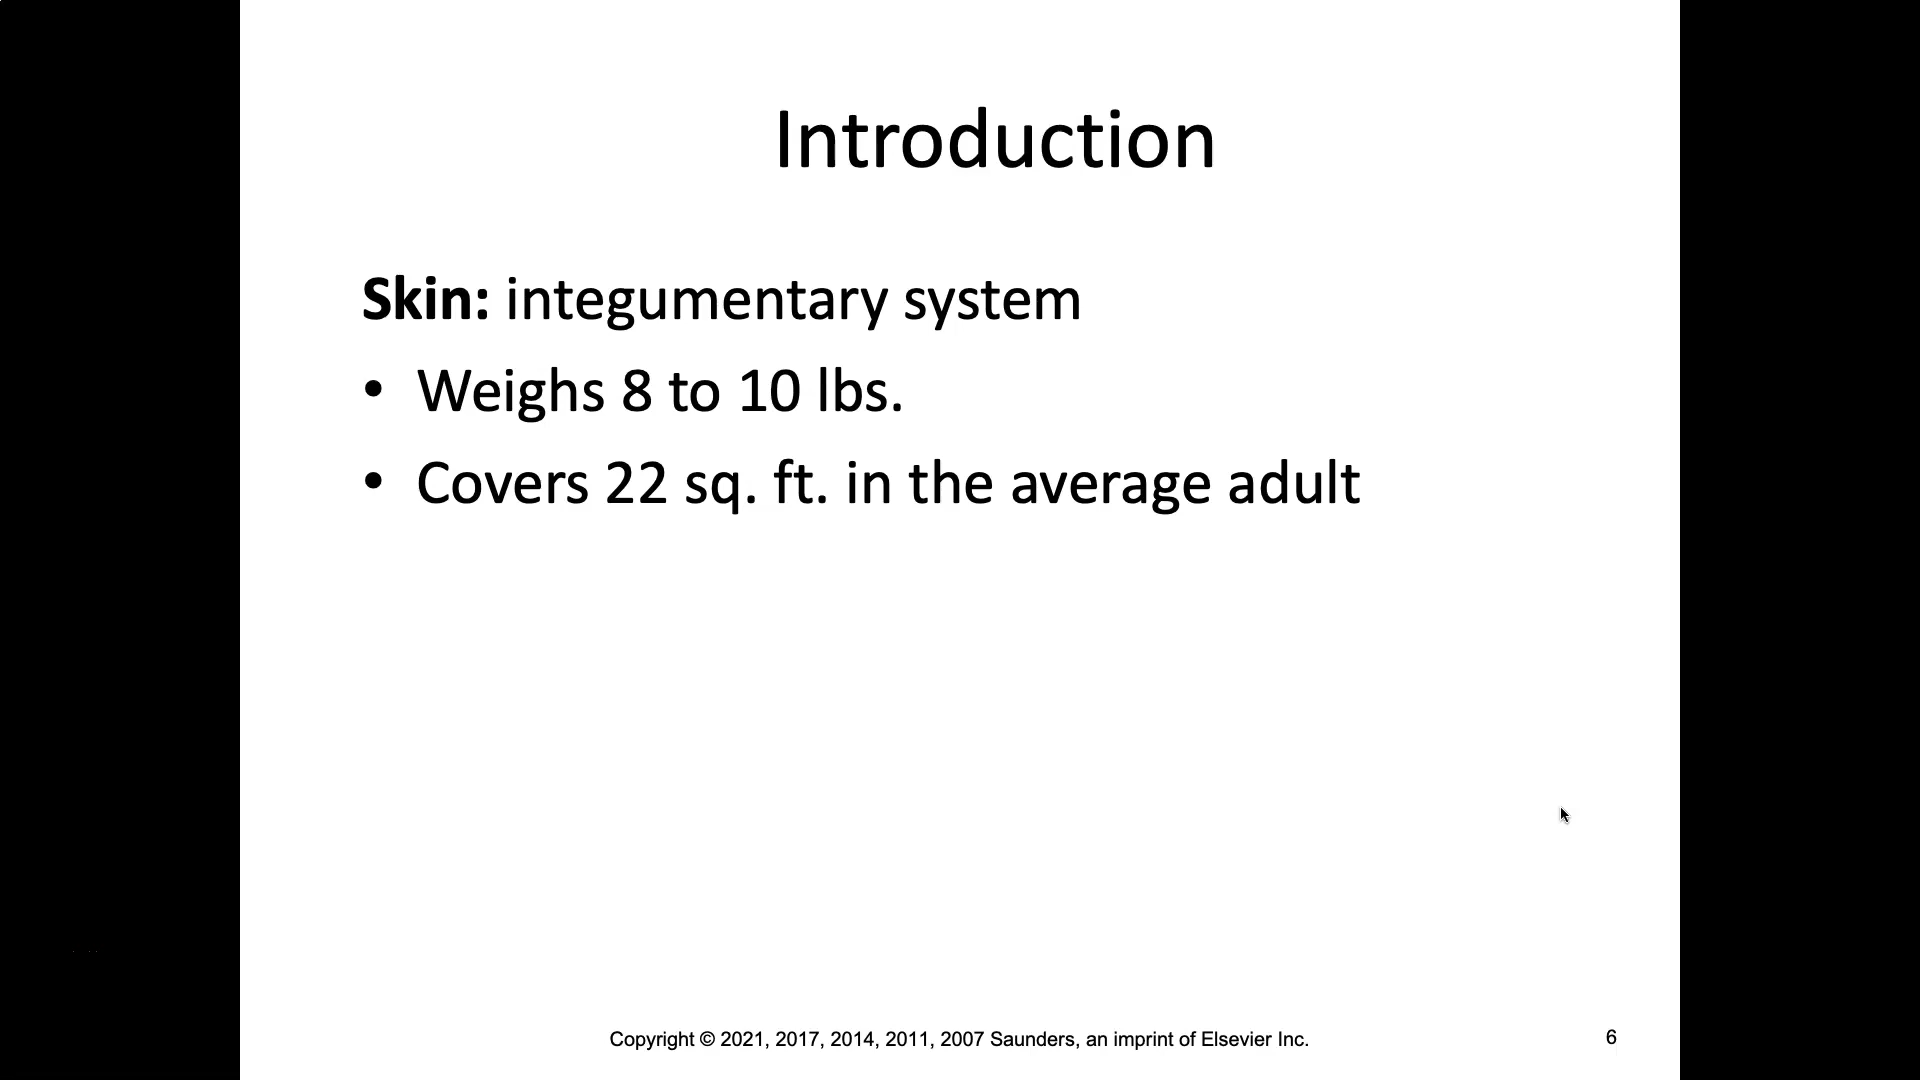 Introduction
Skin: integumentary system
• Weighs 8 to 10 lbs.
• Covers 22 sq. ft. in the average adult
Copyright © 2021, 2017, 2014, 2011, 2007 Saunders, an imprint of Elsevier Inc.
6